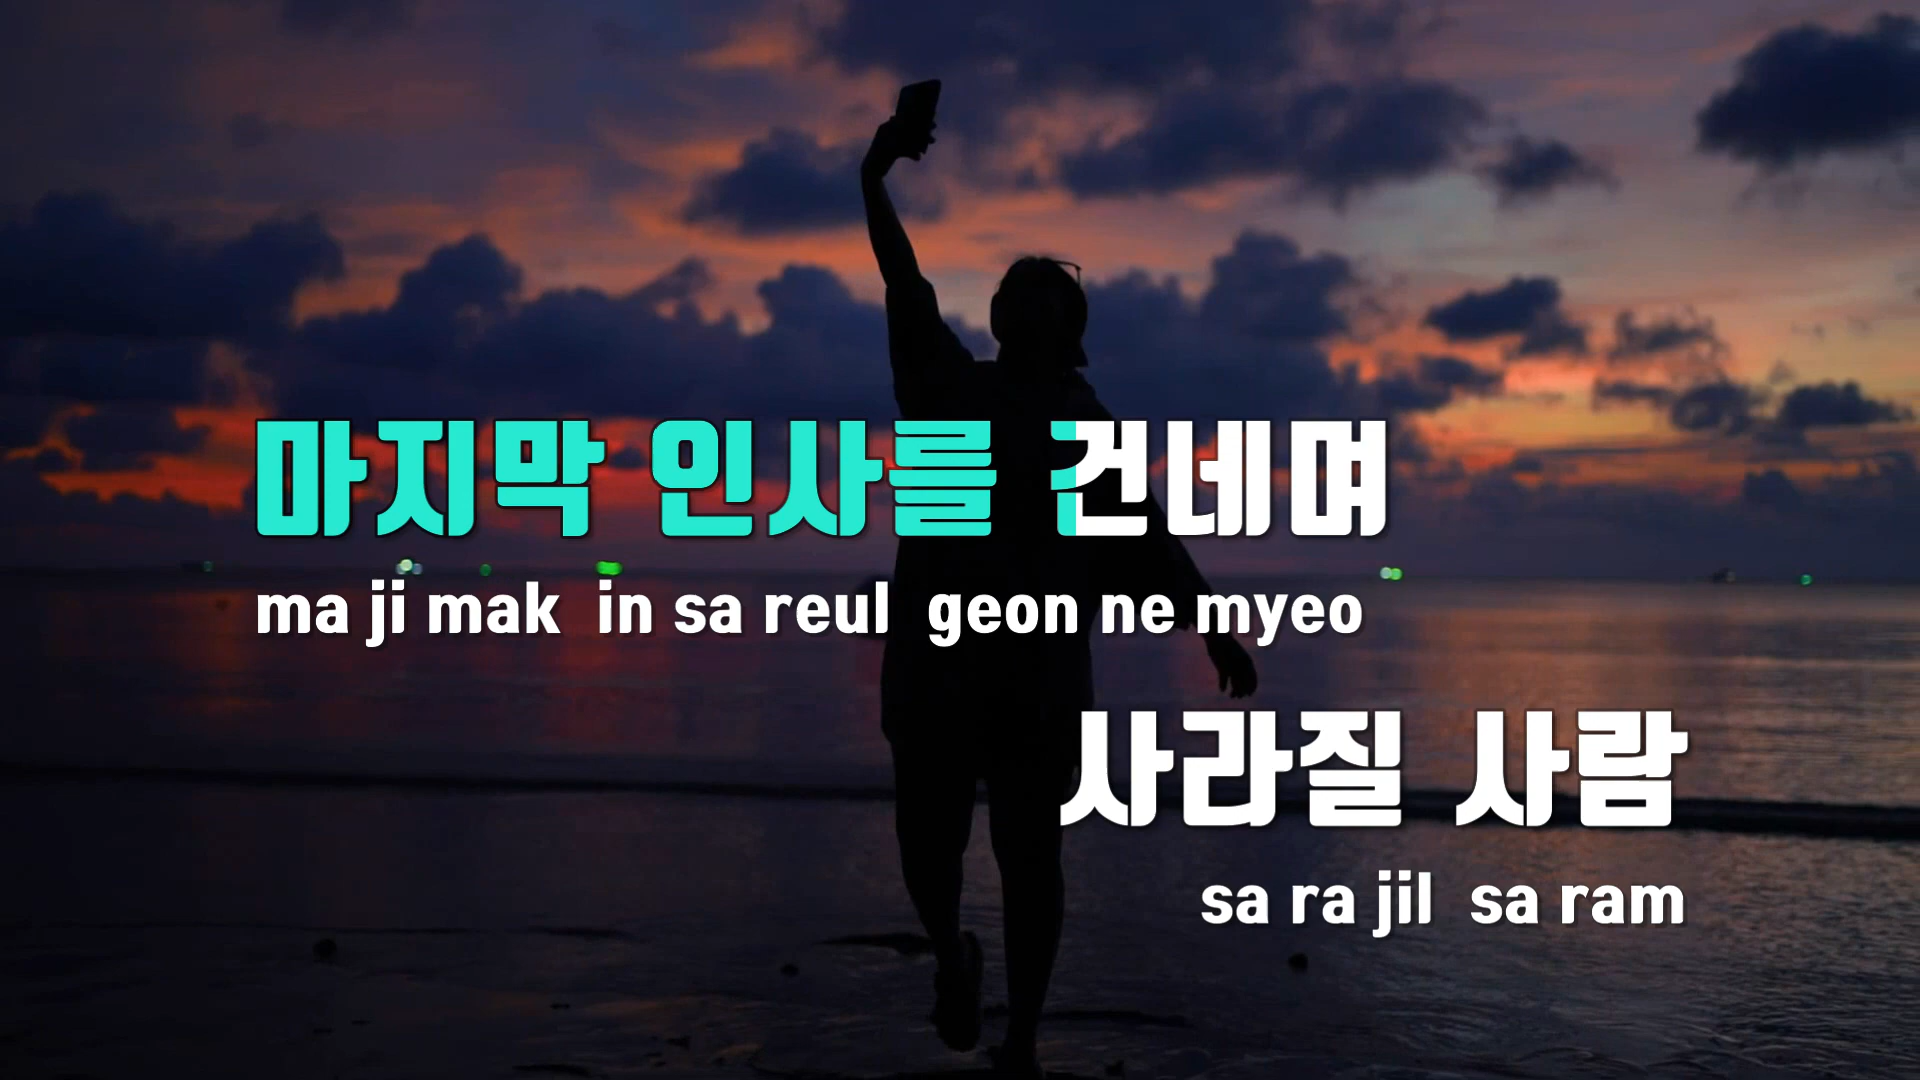 마지막 인사를 건네며
ma ji mak in sa reul geon ne myeo
사라질 사람
sa ra jil sa ram